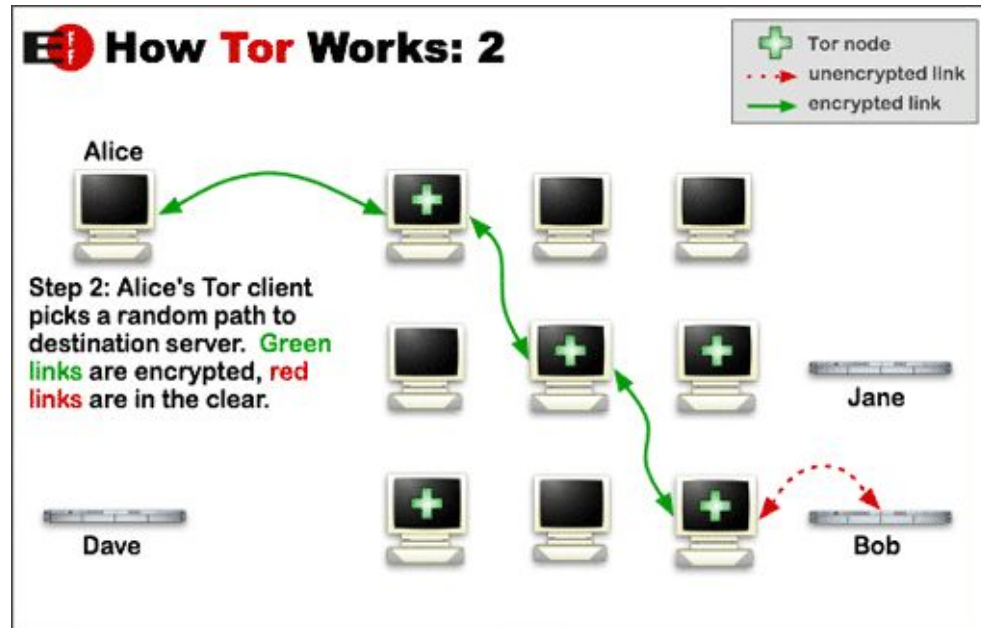 EFF How Tor Works: 2
Tor node
unencrypted link
encrypted link
Alice
Step 2: Alice's Tor client
picks a random path to
destination server. Green
links are encrypted, red
links are in the clear.
Jane
Dave
Bob